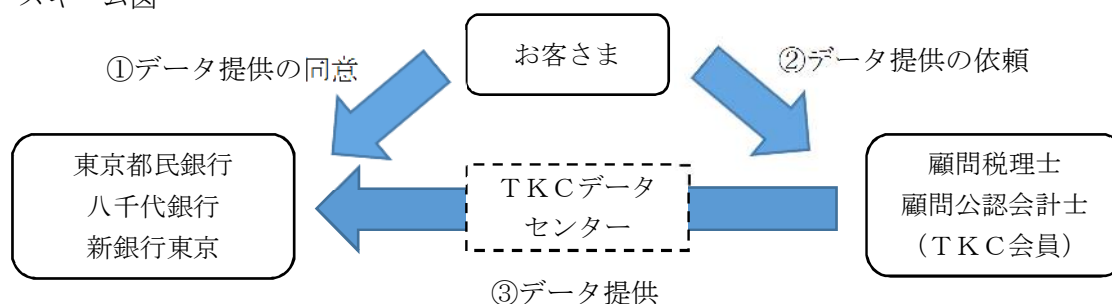 スキーム図
お客さま
①データ提供の同意
②データ提供の依頼
東京都民銀行
八千代銀行
新銀行東京
ＴＫＣデータ
センター
顧問税理士
顧問公認会計士
（ＴＫＣ会員）
③データ提供